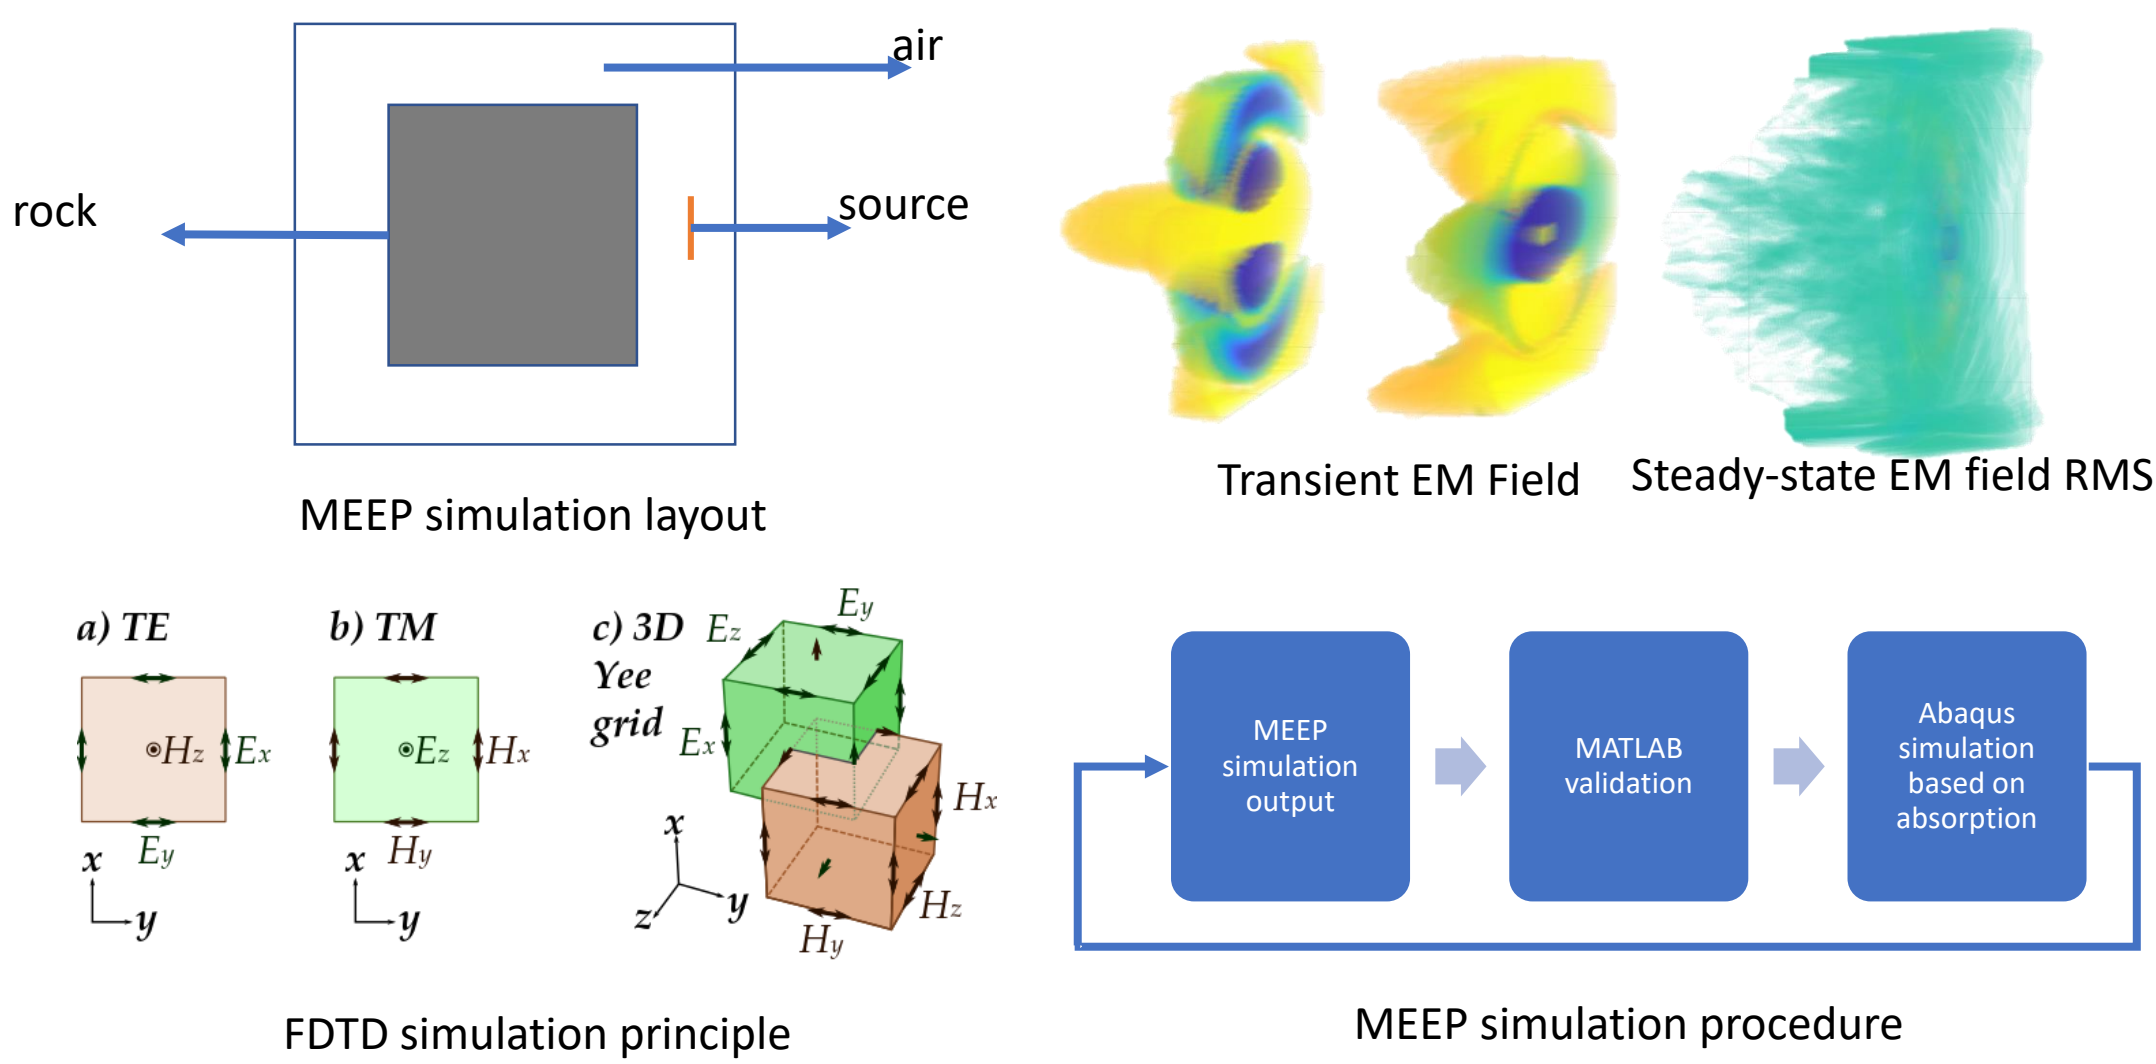 air
rock
source
MEEP simulation layout
Transient EM Field
Steady-state EM field RMS
a) TE
Hz
Ex
Ey
x
y
b) TM
Ez
Hx
Hy
x
y
c) 3D
Yee
grid
Ez
Ey
Ex
Hx
Hz
Hy
x
y
z
FDTD simulation principle
MEEP
simulation
output
MATLAB
validation
Abaqus
simulation
based on
absorption
MEEP simulation procedure